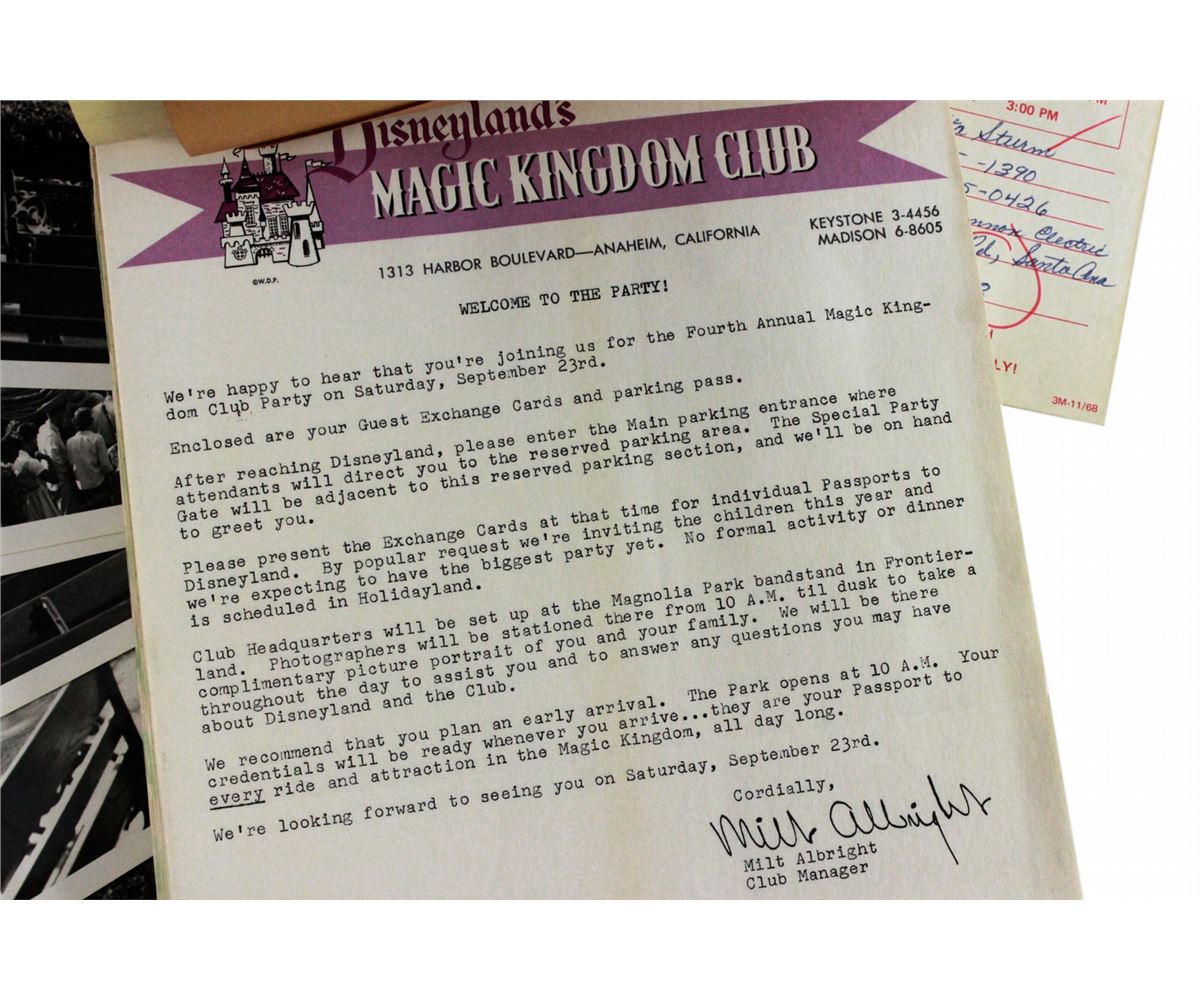 Disneyland's
MAGIC KINGDOM CLUB
©W.D.P.
1313 HARBOR BOULEVARD—ANAHEIM, CALIFORNIA
KEYSTONE 3-4456
MADISON 6-8605
WELCOME TO THE PARTY!
We're happy to hear that you're joining us for the Fourth Annual Magic King-
dom Club Party on Saturday, September 23rd.
Enclosed are your Guest Exchange Cards and parking pass.
After reaching Disneyland, please enter the Main parking entrance where
attendants will direct you to the reserved parking area. The Special Party
Gate will be adjacent to this reserved parking section, and we'll be on hand
to greet you.
Please present the Exchange Cards at that time for individual Passports to
Disneyland. By popular request we're inviting the children this year and
we're expecting to have the biggest party yet. No formal activity or dinner
is scheduled in Holidayland.
Club Headquarters will be set up at the Magnolia Park bandstand in Frontier-
land. Photographers will be stationed there from 10 A.M. til dusk to take a
complimentary picture portrait of you and your family. We will be there
throughout the day to assist you and to answer any questions you may have
about Disneyland and the Club.
We recommend that you plan an early arrival. The Park opens at 10 A.M. Your
credentials will be ready whenever you arrive...they are your Passport to
every ride and attraction in the Magic Kingdom, all day long.
We're looking forward to seeing you on Saturday, September 23rd.
Cordially,
Milt Albright
Milt Albright
Club Manager
3:00 PM
Sturm
-1390
-0426
Electric
Santa Ana
LY!
3M-11/68